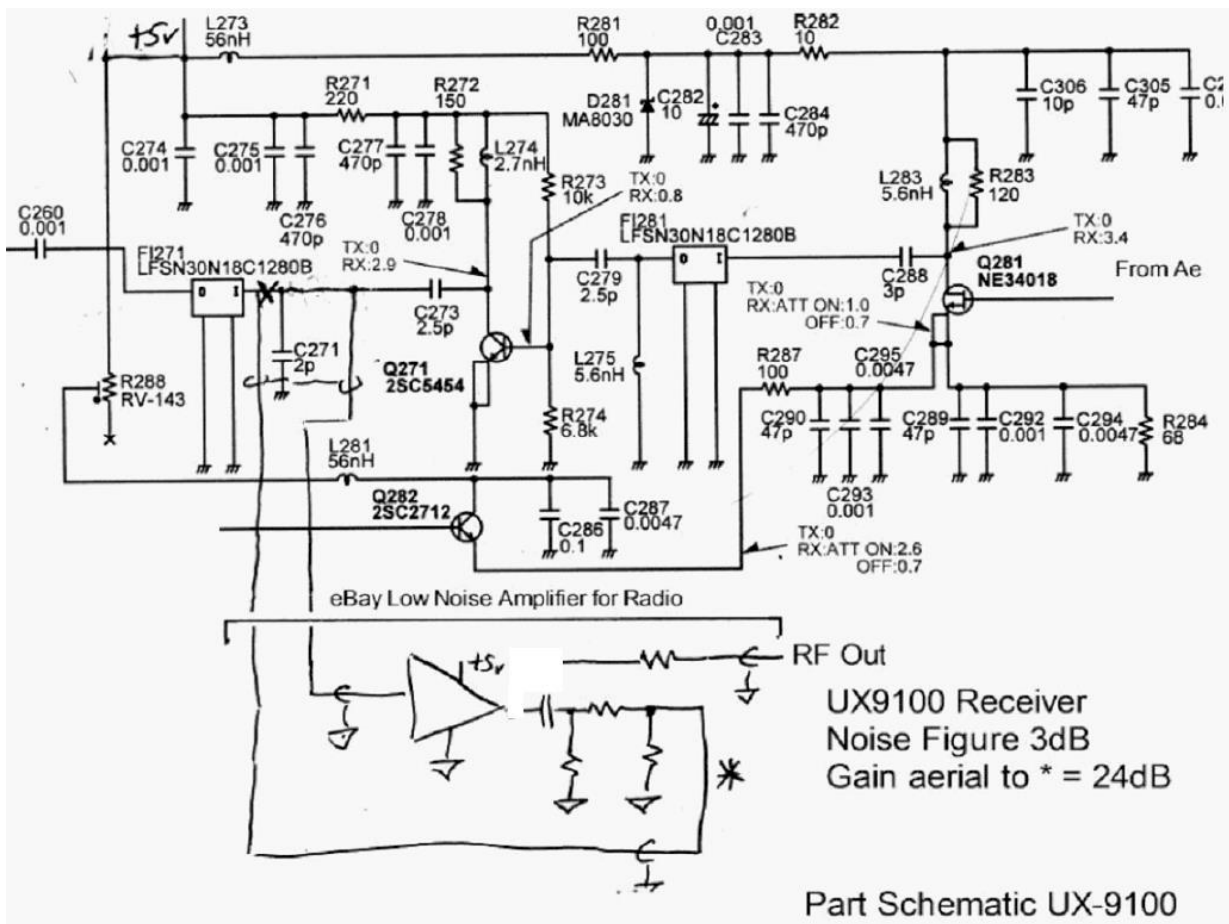 +5v
L273
56nH
R281
100
0.001
C283
R282
10
R271
220
R272
150
D281
MA8030
C282
10
C284
470p
C306
10p
C305
47p
C274
0.001
C275
0.001
C277
470p
L274
2.7nH
R273
10k
TX:0
RX:0.8
L283
5.6nH
R283
120
C276
470p
C278
0.001
C260
0.001
FI271
LFSN30N18C1280B
O I
TX:0
RX:2.9
FI281
LFSN30N18C1280B
O I
TX:0
RX:3.4
C279
2.5p
C288
3p
Q281
NE34018
From Ae
C273
2.5p
TX:0
RX:ATT ON:1.0
OFF:0.7
C271
2p
Q271
2SC5454
L275
5.6nH
R287
100
C295
0.0047
R288
RV-143
R274
6.8k
C290
47p
C289
47p
C292
0.001
C294
0.0047
R284
68
L281
56nH
C293
0.001
Q282
2SC2712
C286
0.1
C287
0.0047
TX:0
RX:ATT ON:2.6
OFF:0.7
eBay Low Noise Amplifier for Radio
+5v
RF Out
UX9100 Receiver
Noise Figure 3dB
Gain aerial to * = 24dB
*
Part Schematic UX-9100